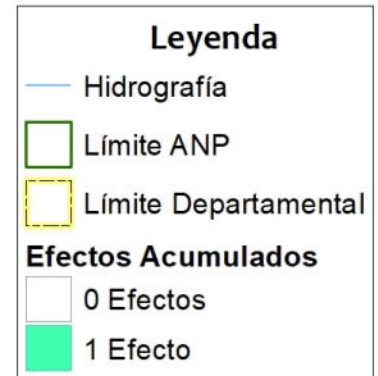 Leyenda
Hidrografía
Límite ANP
Límite Departamental
Efectos Acumulados
0 Efectos
1 Efecto